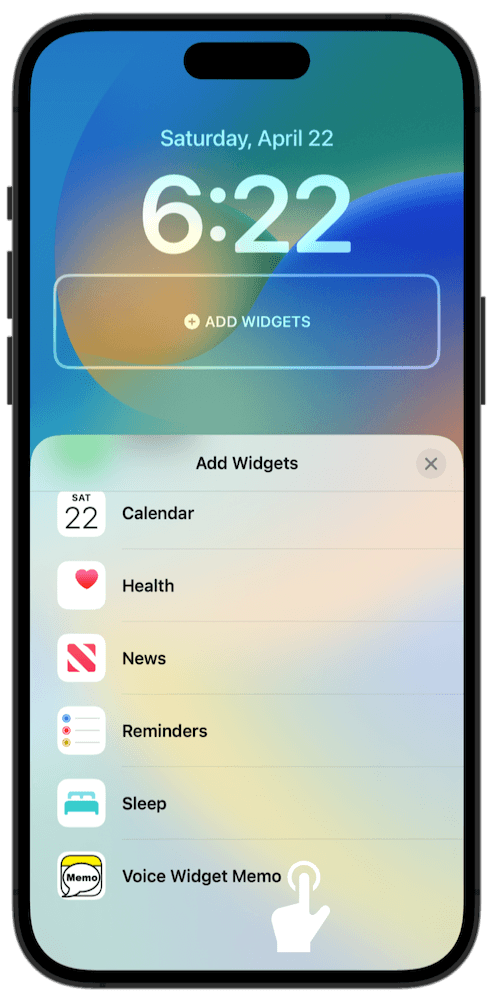 Saturday, April 22
6:22
ADD WIDGETS
Add Widgets
SAT
22
Calendar
Health
News
Reminders
Sleep
Memo
Voice Widget Memo